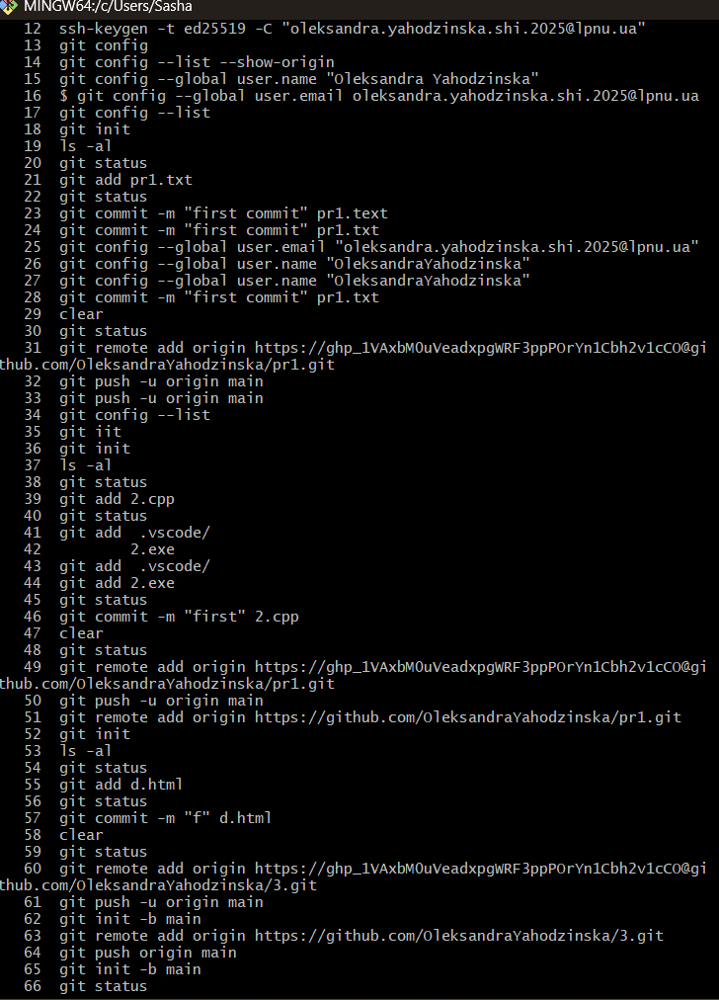 MINGW64:/c/Users/Sasha
12 ssh-keygen -t ed25519 -C "oleksandra.yahodzinska.shi.2025@lpnu.ua"
13 git config
14 git config --list --show-origin
15 git config --global user.name "Oleksandra Yahodzinska"
16 $ git config --global user.email oleksandra.yahodzinska.shi.2025@lpnu.ua
17 git config --list
18 git init
19 ls -al
20 git status
21 git add pr1.txt
22 git status
23 git commit -m "first commit" pr1.text
24 git commit -m "first commit" pr1.txt
25 git config --global user.email "oleksandra.yahodzinska.shi.2025@lpnu.ua"
26 git config --global user.name "OleksandraYahodzinska"
27 git config --global user.name "OleksandraYahodzinska"
28 git commit -m "first commit" pr1.txt
29 clear
30 git status
31 git remote add origin https://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@gi
thub.com/OleksandraYahodzinska/pr1.git
32 git push -u origin main
33 git push -u origin main
34 git config --list
35 git iit
36 git init
37 ls -al
38 git status
39 git add 2.cpp
40 git status
41 git add  .vscode/
42         2.exe
43 git add  .vscode/
44 git add 2.exe
45 git status
46 git commit -m "first" 2.cpp
47 clear
48 git status
49 git remote add origin https://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@gi
thub.com/OleksandraYahodzinska/pr1.git
50 git push -u origin main
51 git remote add origin https://github.com/OleksandraYahodzinska/pr1.git
52 git init
53 ls -al
54 git status
55 git add d.html
56 git status
57 git commit -m "f" d.html
58 clear
59 git status
60 git remote add origin https://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@gi
thub.com/OleksandraYahodzinska/3.git
61 git push -u origin main
62 git init -b main
63 git remote add origin https://github.com/OleksandraYahodzinska/3.git
64 git push origin main
65 git init -b main
66 git status